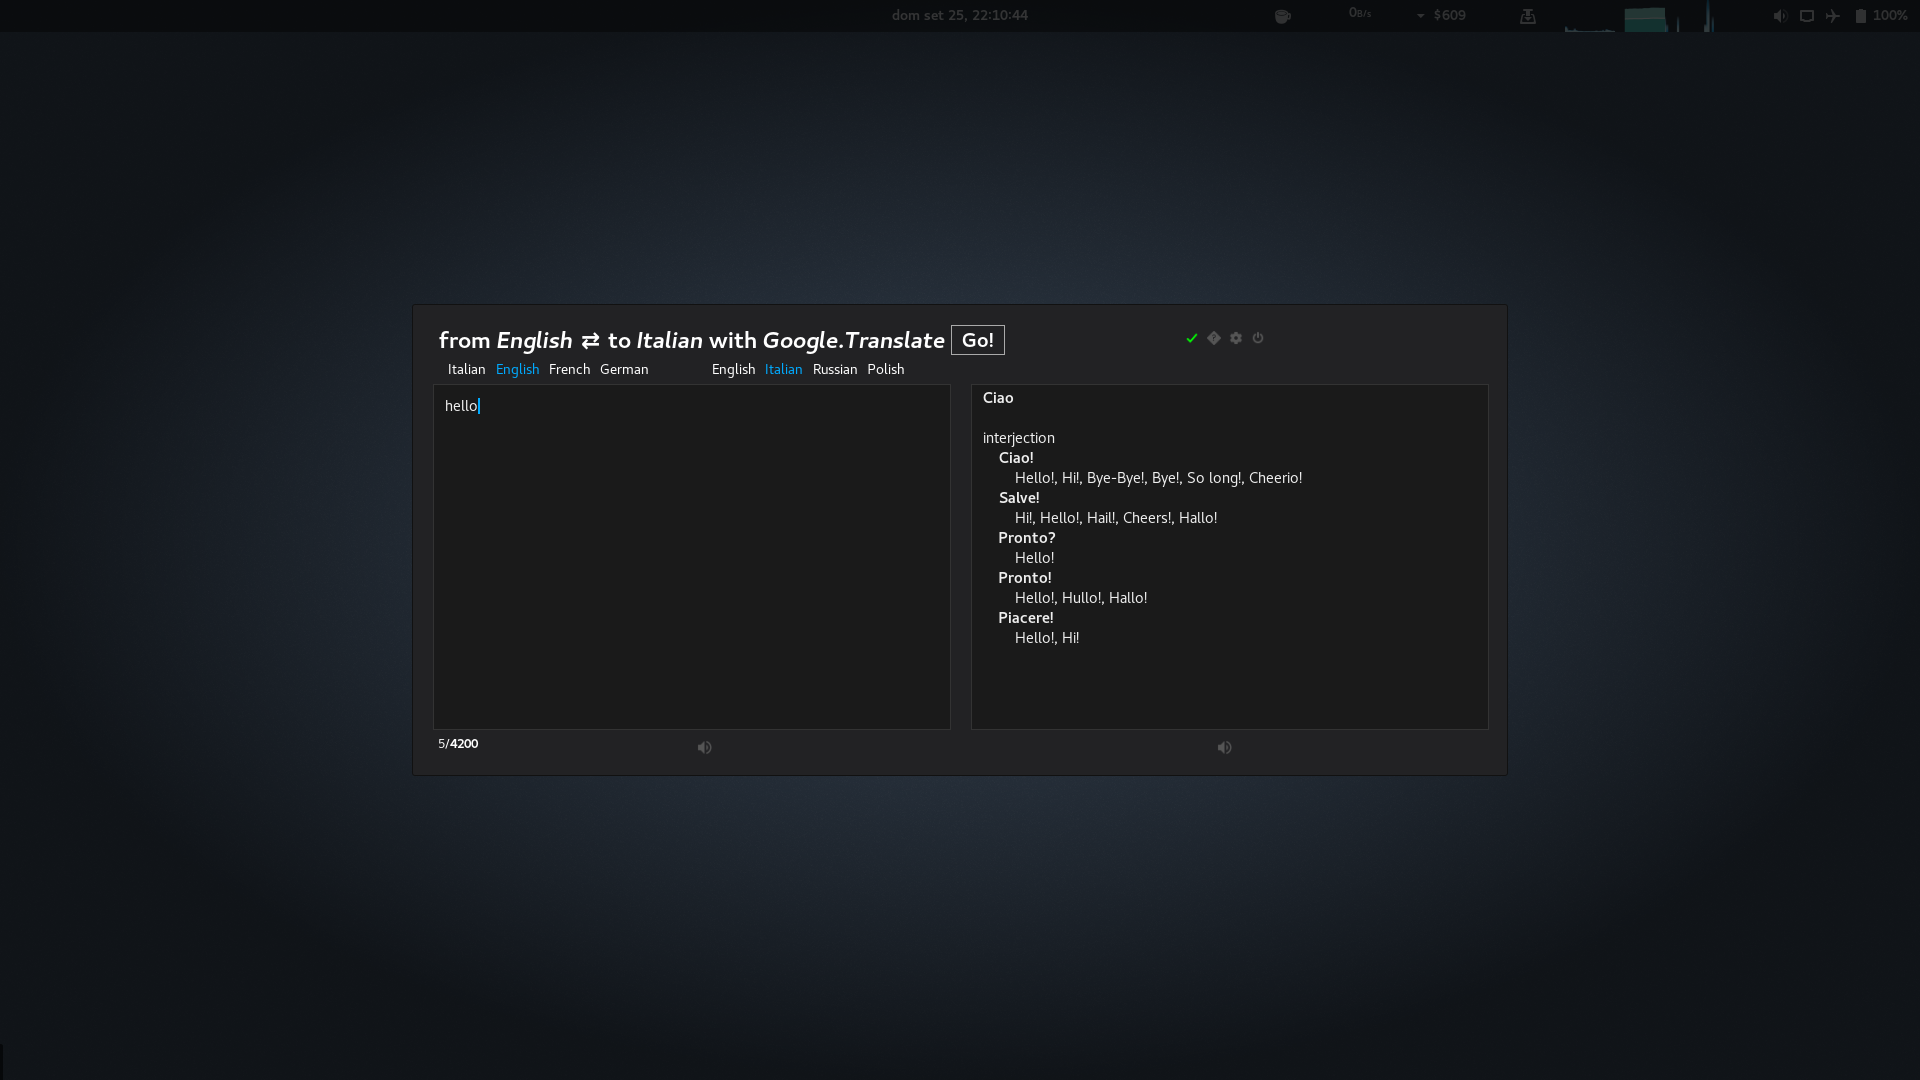 dom set 25, 22:10:44
0B/s
$609
100%
from English ⇄ to Italian with Google.Translate Go!
Italian English French German English Italian Russian Polish
hello
Ciao
interjection
Ciao!
Hello!, Hi!, Bye-Bye!, Bye!, So long!, Cheerio!
Salve!
Hi!, Hello!, Hail!, Cheers!, Hallo!
Pronto?
Hello!
Pronto!
Hello!, Hullo!, Hallo!
Piacere!
Hello!, Hi!
5/4200